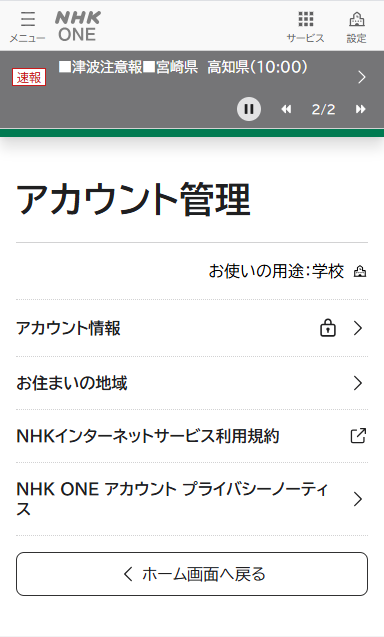 メニュー
NHK
ONE
サービス
設定
速報
■津波注意報■宮崎県　高知県(10:00)
2/2
アカウント管理
お使いの用途：学校
アカウント情報
お住まいの地域
NHKインターネットサービス利用規約
NHK ONE アカウント プライバシーノーティ
ス
ホーム画面へ戻る